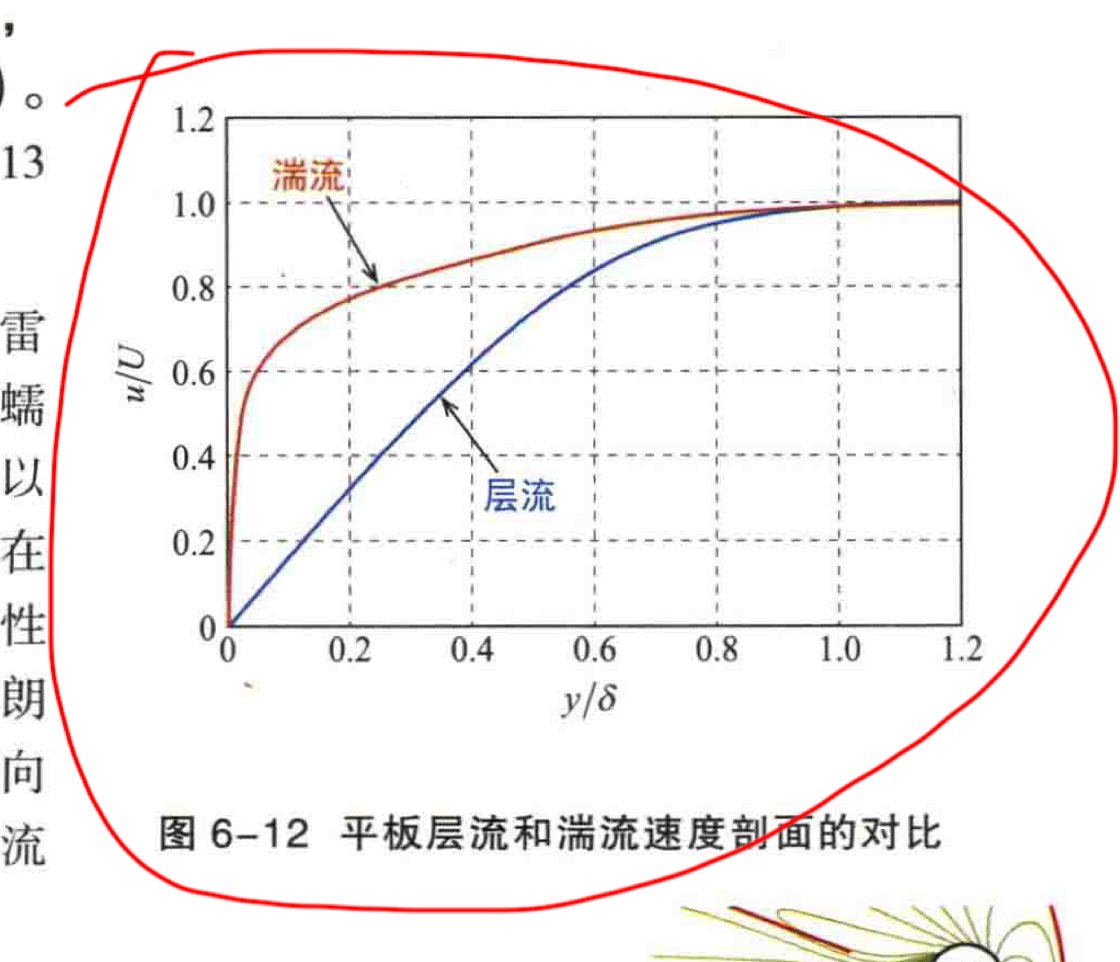 ，
）。
13
雷
蠕
以
在
性
朗
向
流
1.2
1.0
0.8
0.6
0.4
0.2
0
u/U
湍流
层流
0 0.2 0.4 0.6 0.8 1.0 1.2
y/δ
图 6-12 平板层流和湍流速度剖面的对比